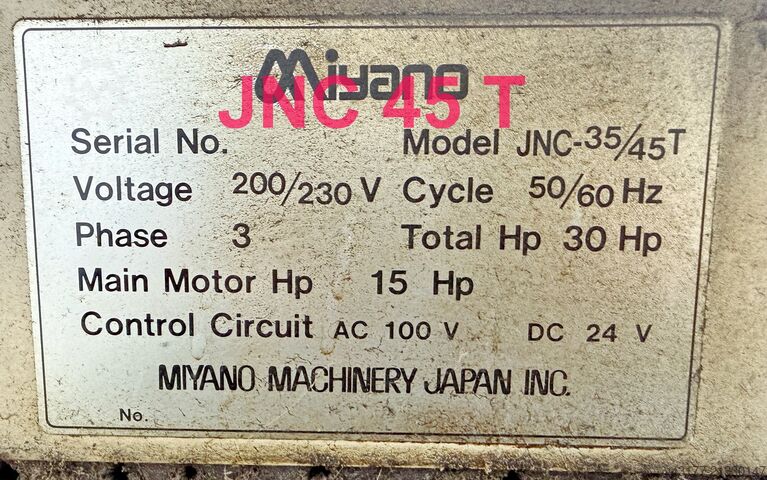 Miyano
JNC 45 T
Serial No. Model JNC-35/45T
Voltage 200/230 V Cycle 50/60 Hz
Phase 3 Total Hp 30 Hp
Main Motor Hp 15 Hp
Control Circuit AC 100 V DC 24 V
MIYANO MACHINERY JAPAN INC.
No.